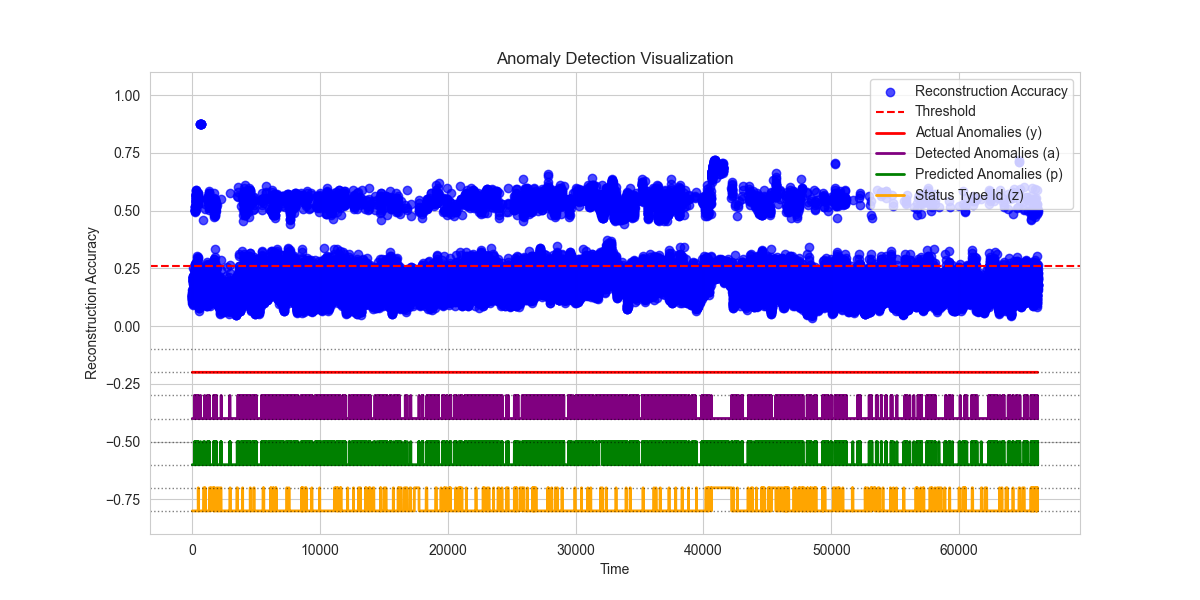 Anomaly Detection Visualization
Reconstruction Accuracy
1.00
0.75
0.50
0.25
0.00
−0.25
−0.50
−0.75
Reconstruction Accuracy
Threshold
Actual Anomalies (y)
Detected Anomalies (a)
Predicted Anomalies (p)
Status Type Id (z)
0
10000
20000
30000
40000
50000
60000
Time